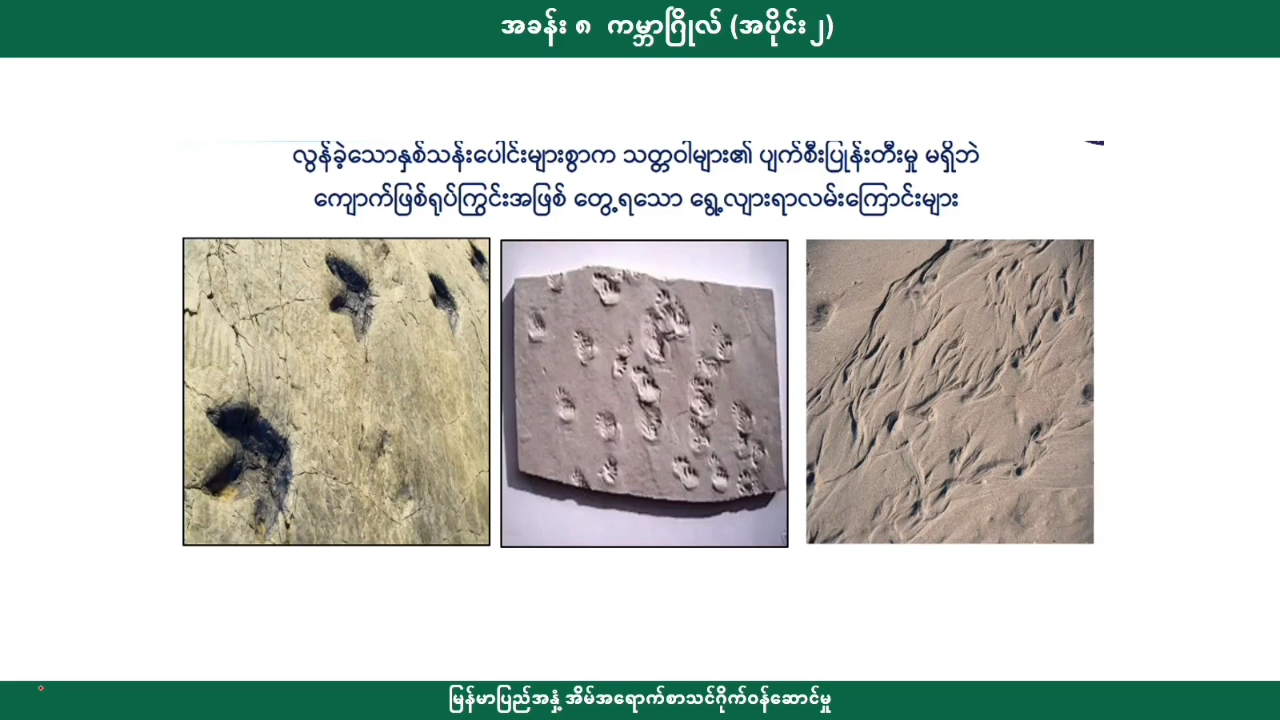 အခန်း ၈ ကမ္ဘာဂြိုလ် (အပိုင်း ၂)
လွန်ခဲ့သောနှစ်သန်းပေါင်းများစွာက သတ္တဝါများ၏ ပျက်စီးပြုန်းတီးမှု မရှိဘဲ
ကျောက်ဖြစ်ရုပ်ကြွင်းအဖြစ် တွေ့ရသော ရွေ့လျားရာလမ်းကြောင်းများ
မြန်မာပြည်အနှံ့ အိမ်အရောက်စာသင်ဂိုက်ဝန်ဆောင်မှု